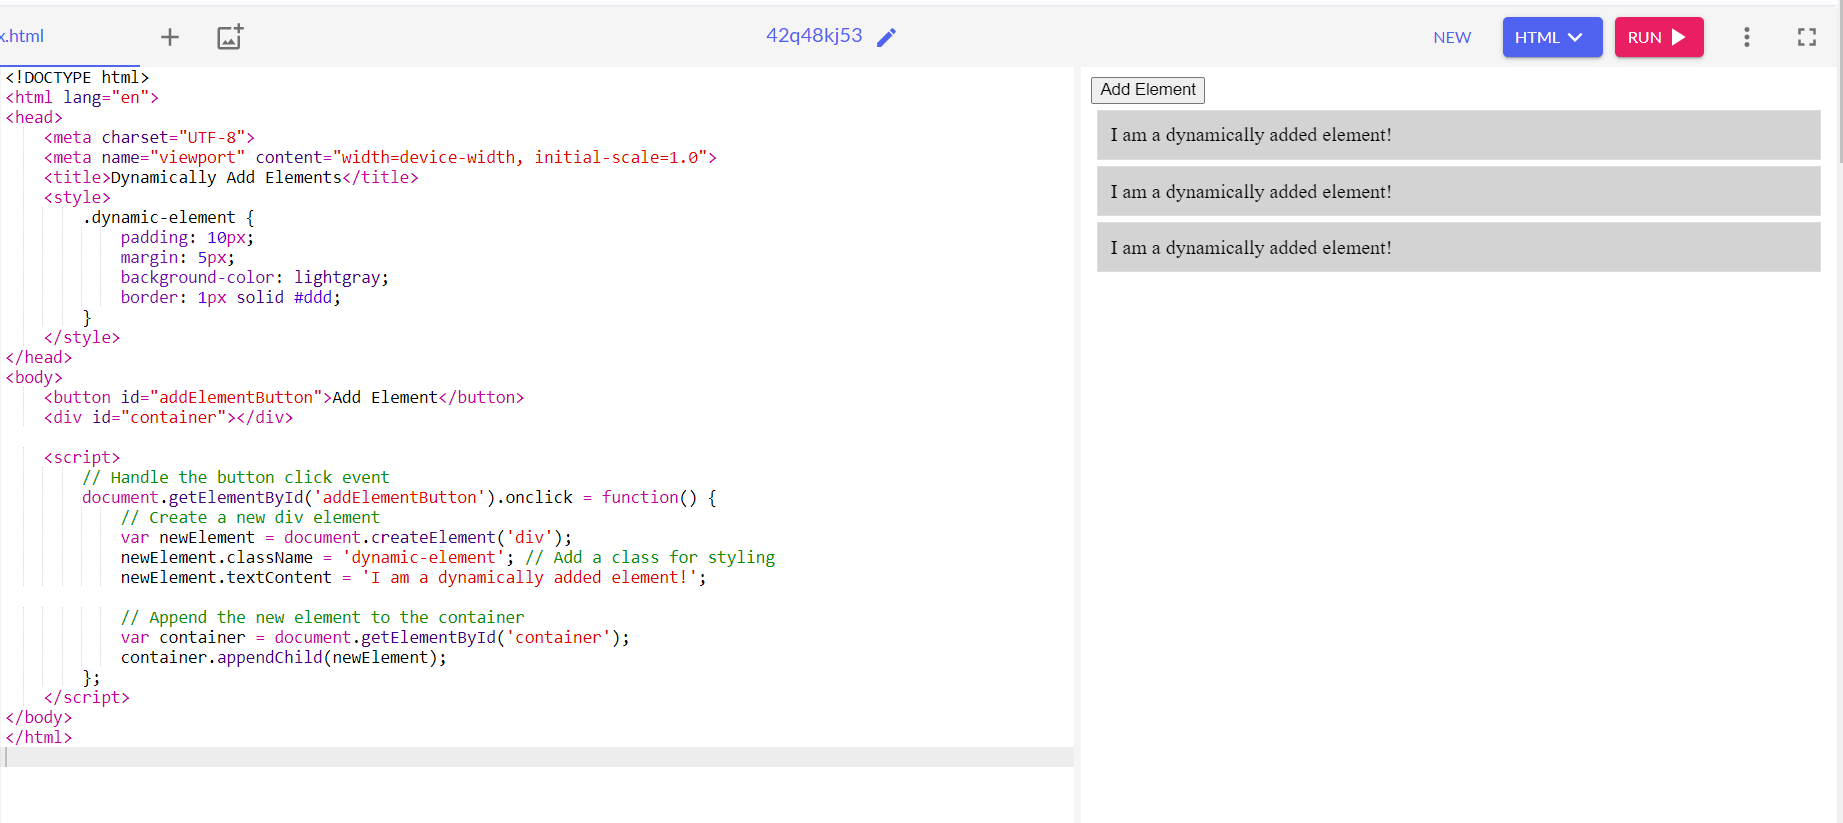 x.html
42q48kj53
NEW
HTML
RUN
<!DOCTYPE html>
<html lang="en">
<head>
    <meta charset="UTF-8">
    <meta name="viewport" content="width=device-width, initial-scale=1.0">
    <title>Dynamically Add Elements</title>
    <style>
        .dynamic-element {
            padding: 10px;
            margin: 5px;
            background-color: lightgray;
            border: 1px solid #ddd;
        }
    </style>
</head>
<body>
    <button id="addElementButton">Add Element</button>
    <div id="container"></div>
    <script>
        // Handle the button click event
        document.getElementById('addElementButton').onclick = function() {
            // Create a new div element
            var newElement = document.createElement('div');
            newElement.className = 'dynamic-element'; // Add a class for styling
            newElement.textContent = 'I am a dynamically added element!';
            // Append the new element to the container
            var container = document.getElementById('container');
            container.appendChild(newElement);
        };
    </script>
</body>
</html>
Add Element
I am a dynamically added element!
I am a dynamically added element!
I am a dynamically added element!